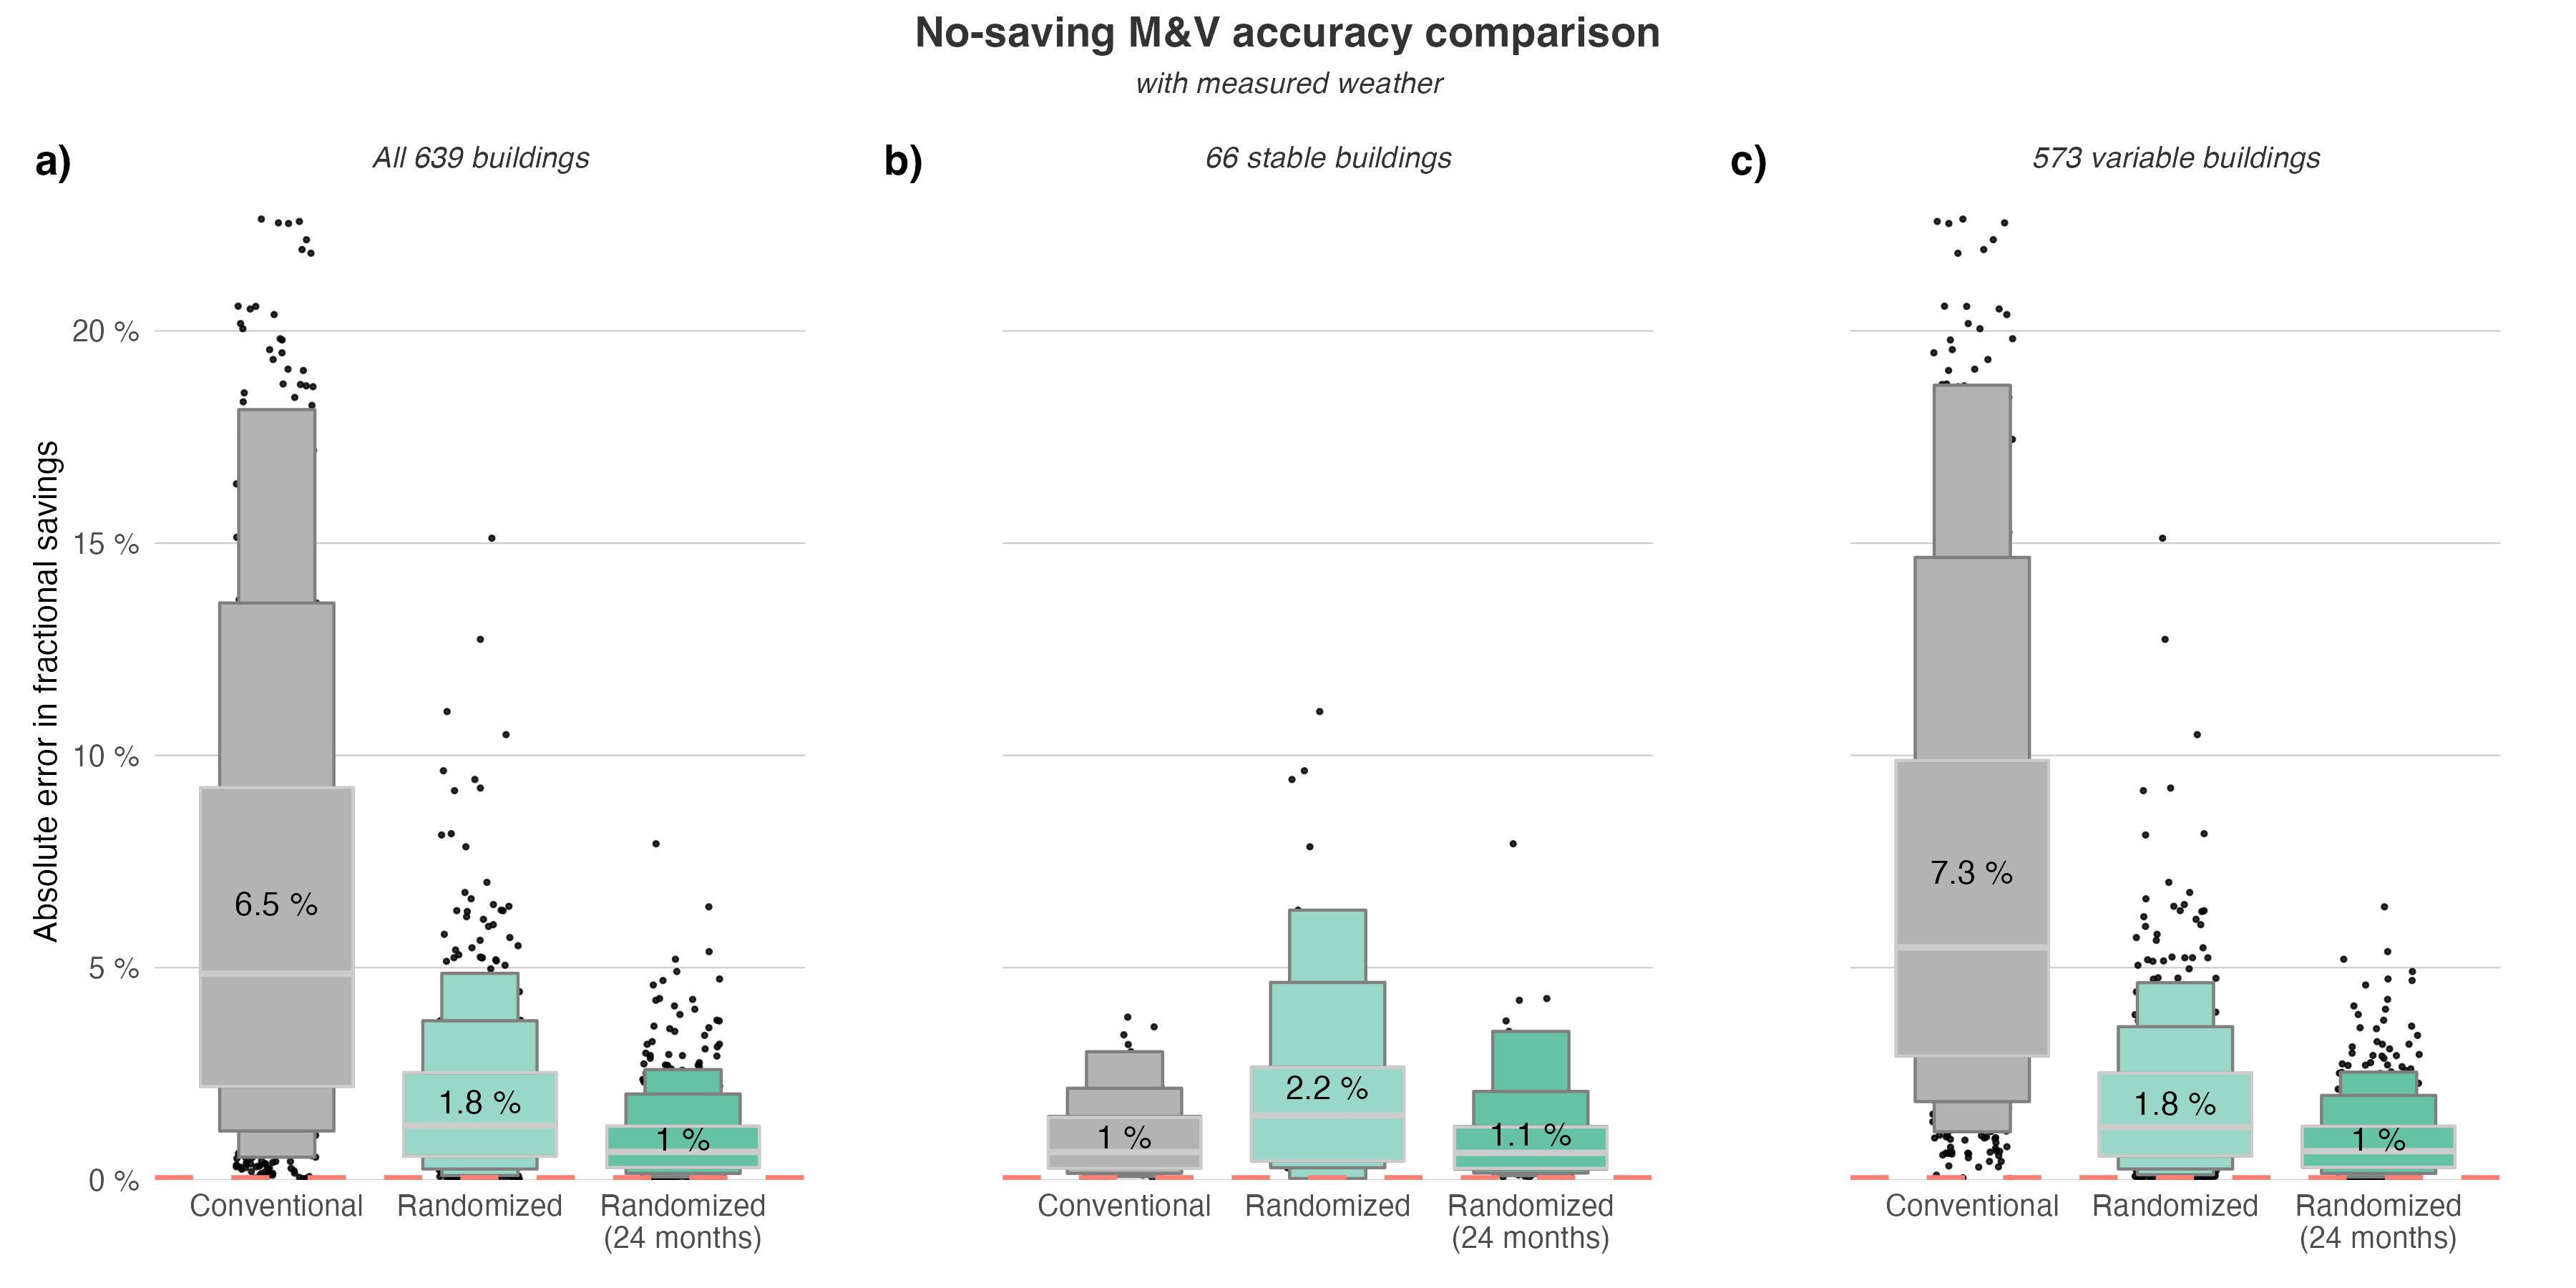 No-saving M&V accuracy comparison
with measured weather
a)
All 639 buildings
b)
66 stable buildings
c)
573 variable buildings
Absolute error in fractional savings
20 %
15 %
10 %
5 %
0 %
6.5 %
1.8 %
1 %
1 %
2.2 %
1.1 %
7.3 %
1.8 %
1 %
Conventional
Randomized
Randomized
(24 months)
Conventional
Randomized
Randomized
(24 months)
Conventional
Randomized
Randomized
(24 months)